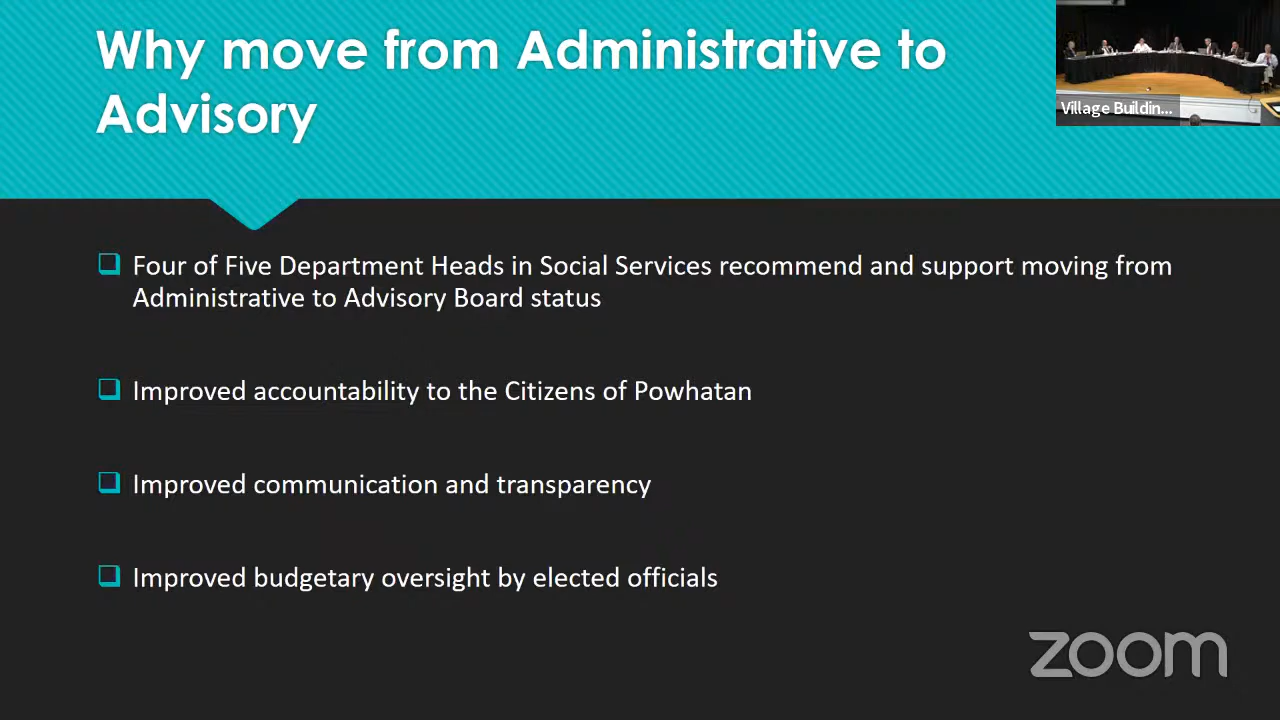 Why move from Administrative to
Advisory
Village Buildin...
Four of Five Department Heads in Social Services recommend and support moving from
Administrative to Advisory Board status
Improved accountability to the Citizens of Powhatan
Improved communication and transparency
Improved budgetary oversight by elected officials
zoom